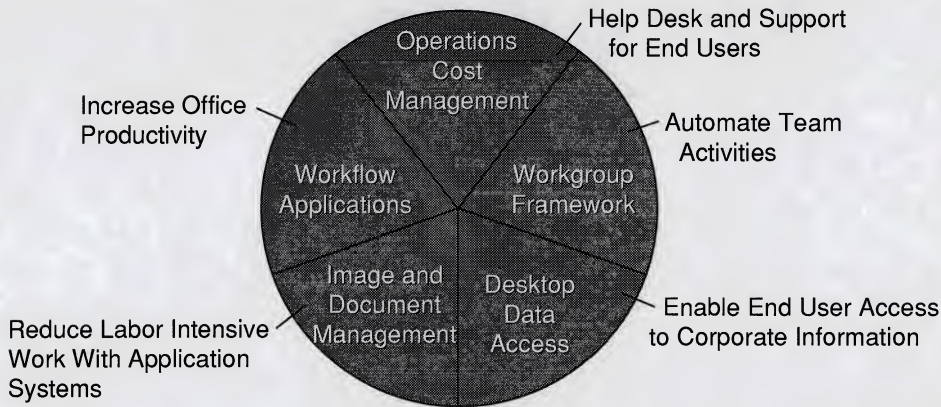 Operations
Cost
Management
Help Desk and Support
for End Users
Increase Office
Productivity
Automate Team
Activities
Workflow
Applications
Workgroup
Framework
Image and
Document
Management
Desktop
Data
Access
Enable End User Access
to Corporate Information
Reduce Labor Intensive
Work With Application
Systems